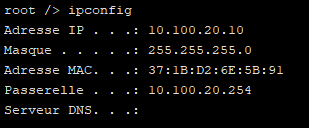 root /> ipconfig
Adresse IP . . .: 10.100.20.10
Masque . . . . .: 255.255.255.0
Adresse MAC. . .: 37:1B:D2:6E:5B:91
Passerelle . . .: 10.100.20.254
Serveur DNS. . .: